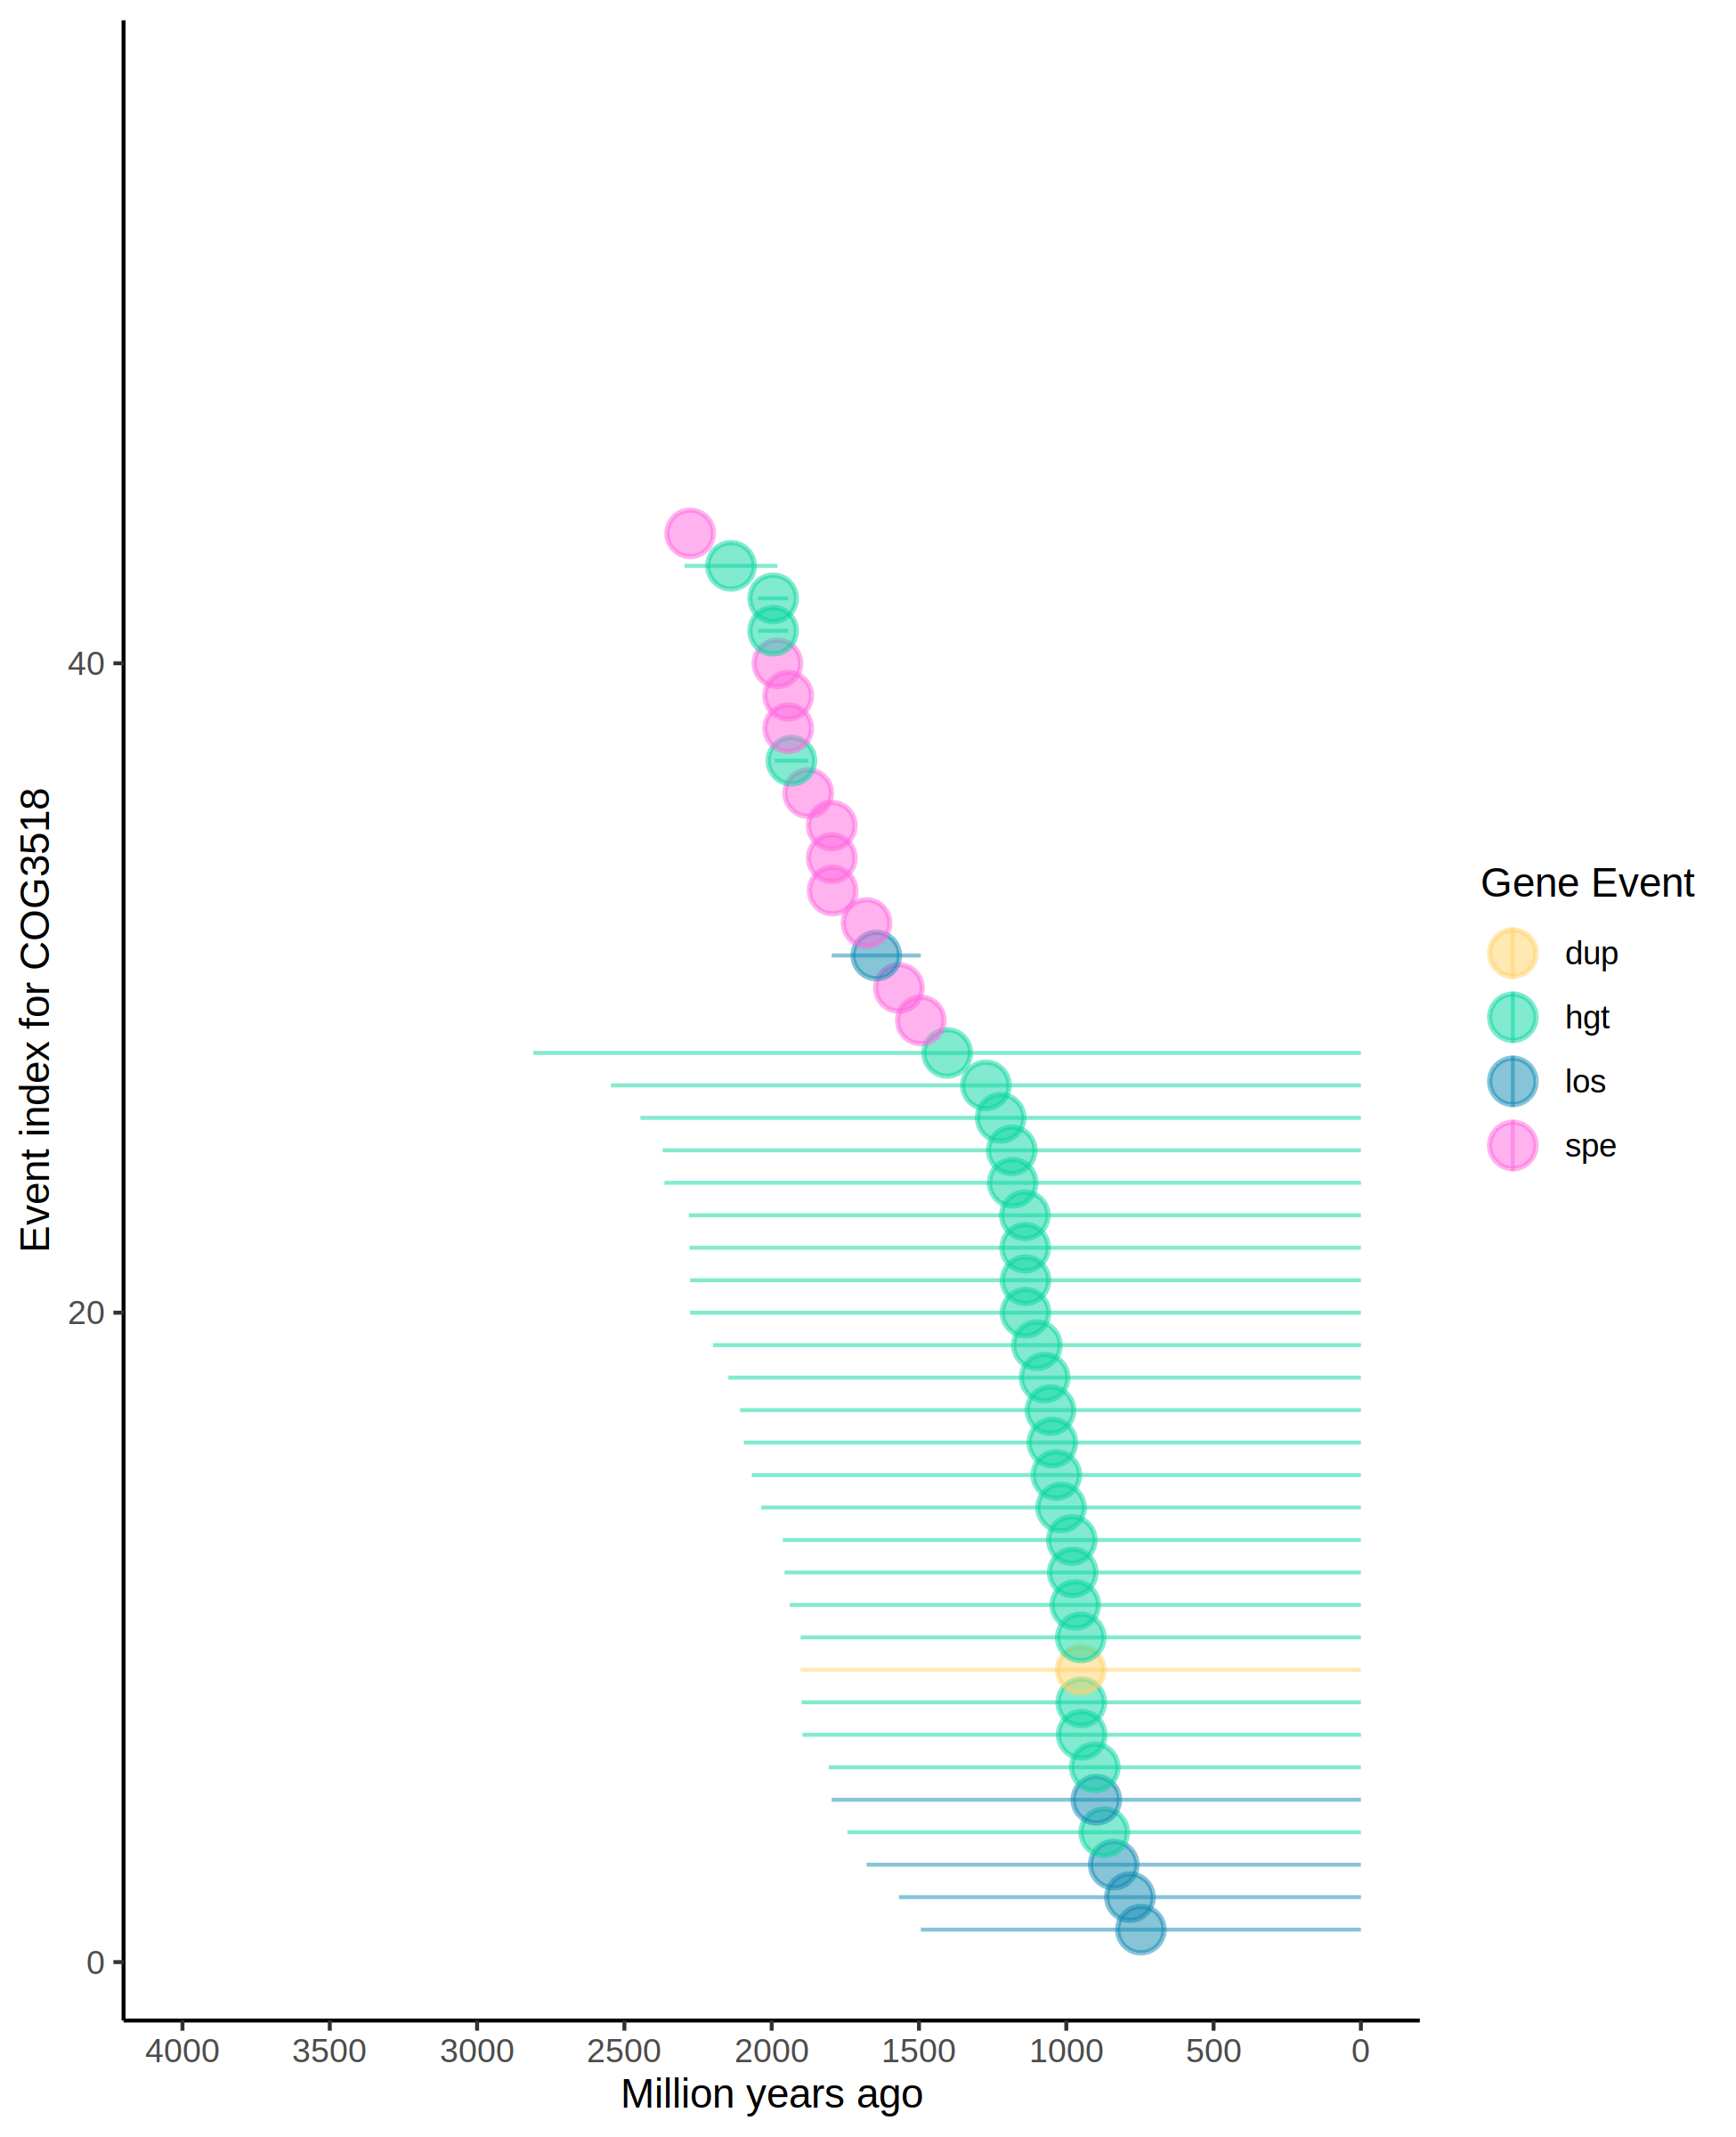 Event index for COG3518
40
20
0
4000 3500 3000 2500 2000 1500 1000 500 0
Million years ago
Gene Event
dup
hgt
los
spe